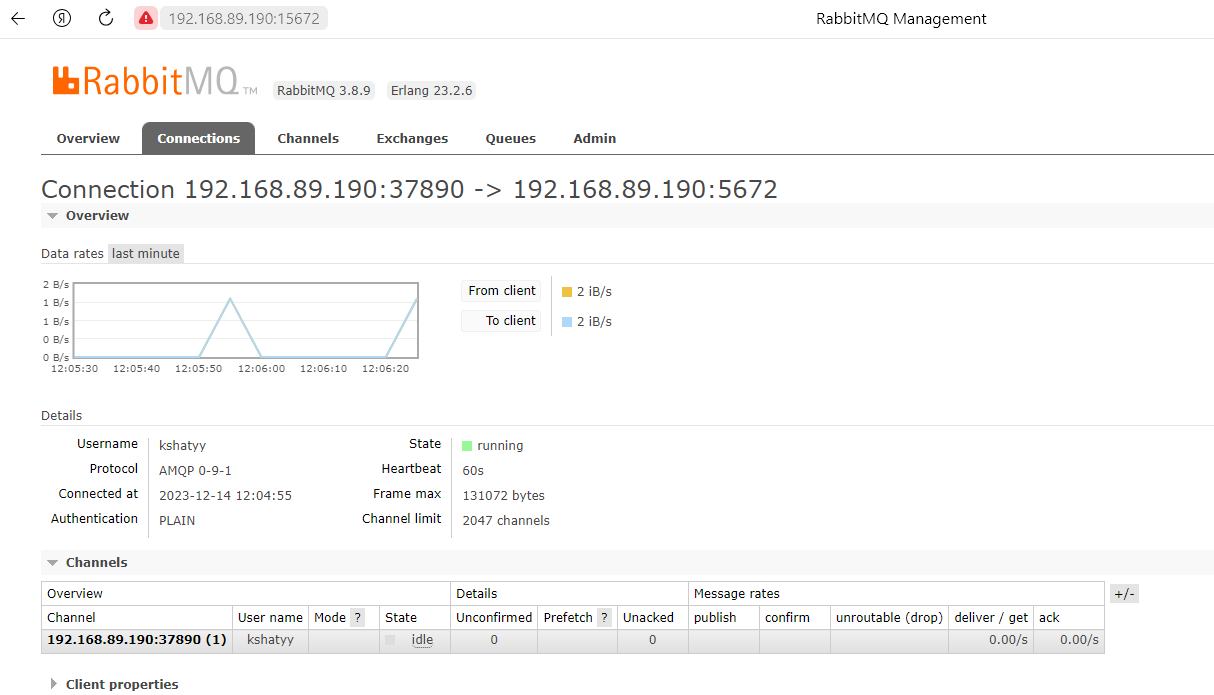 192.168.89.190:15672 RabbitMQ Management
RabbitMQ TM RabbitMQ 3.8.9 Erlang 23.2.6
Overview Connections Channels Exchanges Queues Admin
Connection 192.168.89.190:37890 -> 192.168.89.190:5672
Overview
Data rates last minute
2 B/s
1 B/s
1 B/s
0 B/s
0 B/s
12:05:30 12:05:40 12:05:50 12:06:00 12:06:10 12:06:20
From client 2 iB/s
To client 2 iB/s
Details
Username kshatyy State running
Protocol AMQP 0-9-1 Heartbeat 60s
Connected at 2023-12-14 12:04:55 Frame max 131072 bytes
Authentication PLAIN Channel limit 2047 channels
Channels
Overview Details Message rates +/-
Channel User name Mode ? State Unconfirmed Prefetch ? Unacked publish confirm unroutable (drop) deliver / get ack
192.168.89.190:37890 (1) kshatyy idle 0 0 0.00/s 0.00/s
Client properties